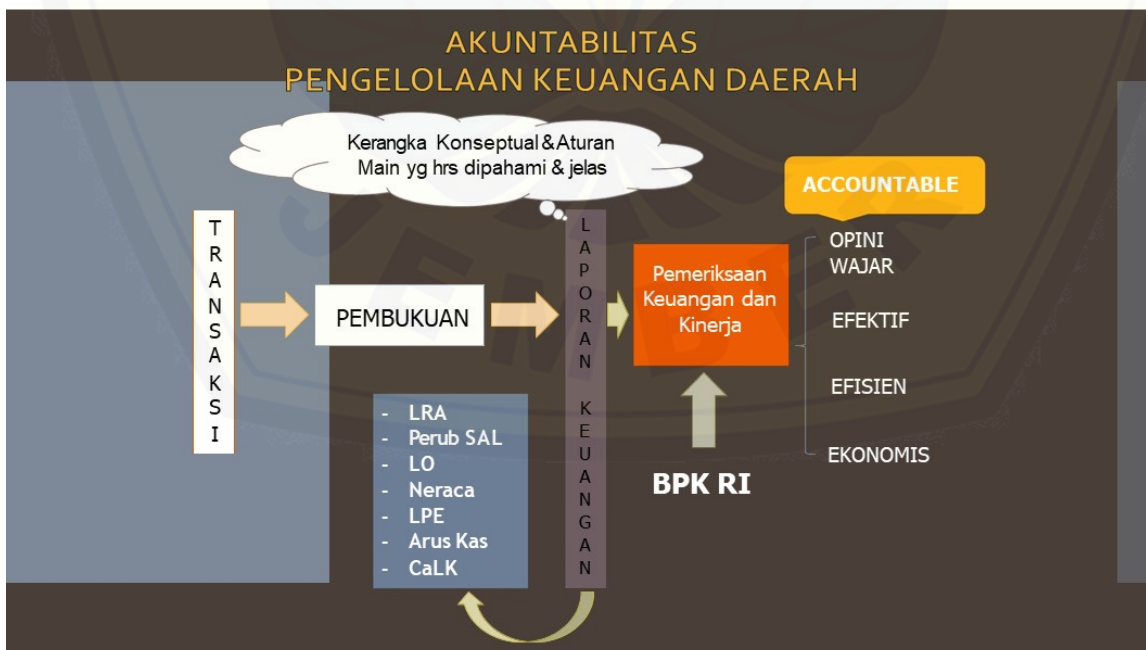 AKUNTABILITAS
PENGELOLAAN KEUANGAN DAERAH
Kerangka Konseptual & Aturan
Main yg hrs dipahami & jelas
ACCOUNTABLE
TRANSAKSI
PEMBUKUAN
LAPORAN KEUANGAN
Pemeriksaan
Keuangan dan
Kinerja
OPINI
WAJAR
EFEKTIF
EFISIEN
EKONOMIS
- LRA
- Perub SAL
- LO
- Neraca
- LPE
- Arus Kas
- CaLK
BPK RI
JEMBER